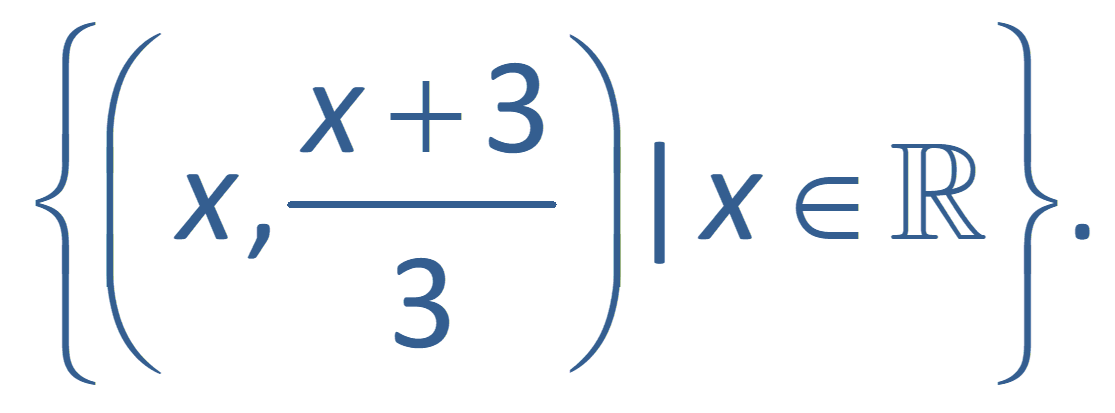 {(x, (x + 3)/3) | x ∈ ℝ}.